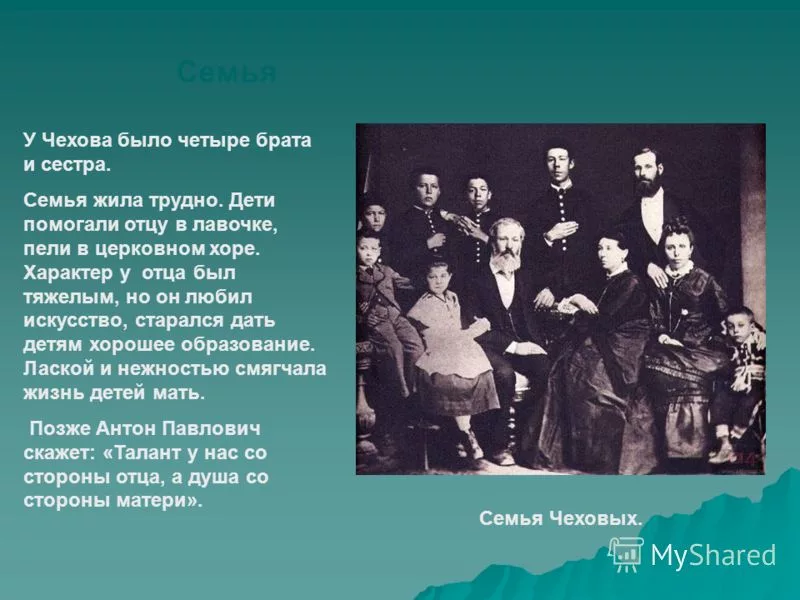 Семья
У Чехова было четыре брата
и сестра.
Семья жила трудно. Дети
помогали отцу в лавочке,
пели в церковном хоре.
Характер у отца был
тяжелым, но он любил
искусство, старался дать
детям хорошее образование.
Лаской и нежностью смягчала
жизнь детей мать.
Позже Антон Павлович
скажет: «Талант у нас со
стороны отца, а душа со
стороны матери».
Семья Чеховых.
MyShared